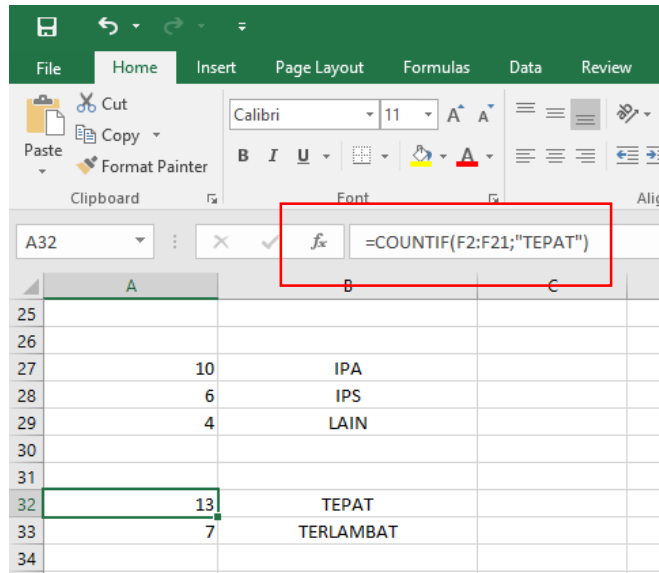 File Home Insert Page Layout Formulas Data Review
Cut
Copy
Format Painter
Paste
Calibri 11 A A
B I U A
Clipboard Font
A32 fx =COUNTIF(F2:F21;"TEPAT")
A B C
25
26
27 10 IPA
28 6 IPS
29 4 LAIN
30
31
32 13 TEPAT
33 7 TERLAMBAT
34